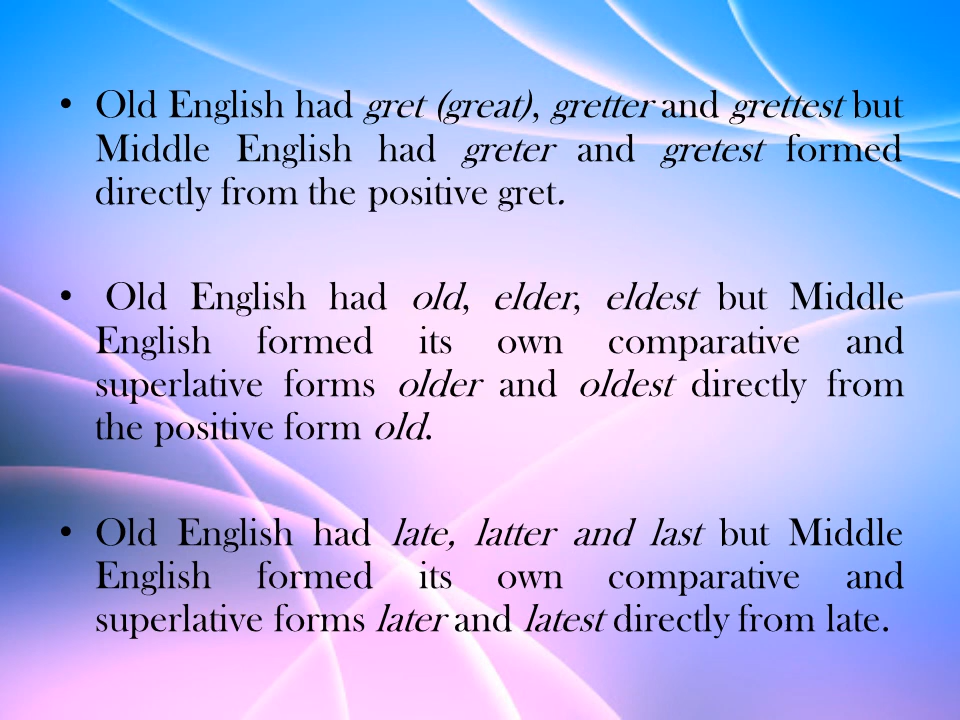 • Old English had gret (great), gretter and grettest but
Middle English had greter and gretest formed
directly from the positive gret.
• Old English had old, elder, eldest but Middle
English formed its own comparative and
superlative forms older and oldest directly from
the positive form old.
• Old English had late, latter and last but Middle
English formed its own comparative and
superlative forms later and latest directly from late.